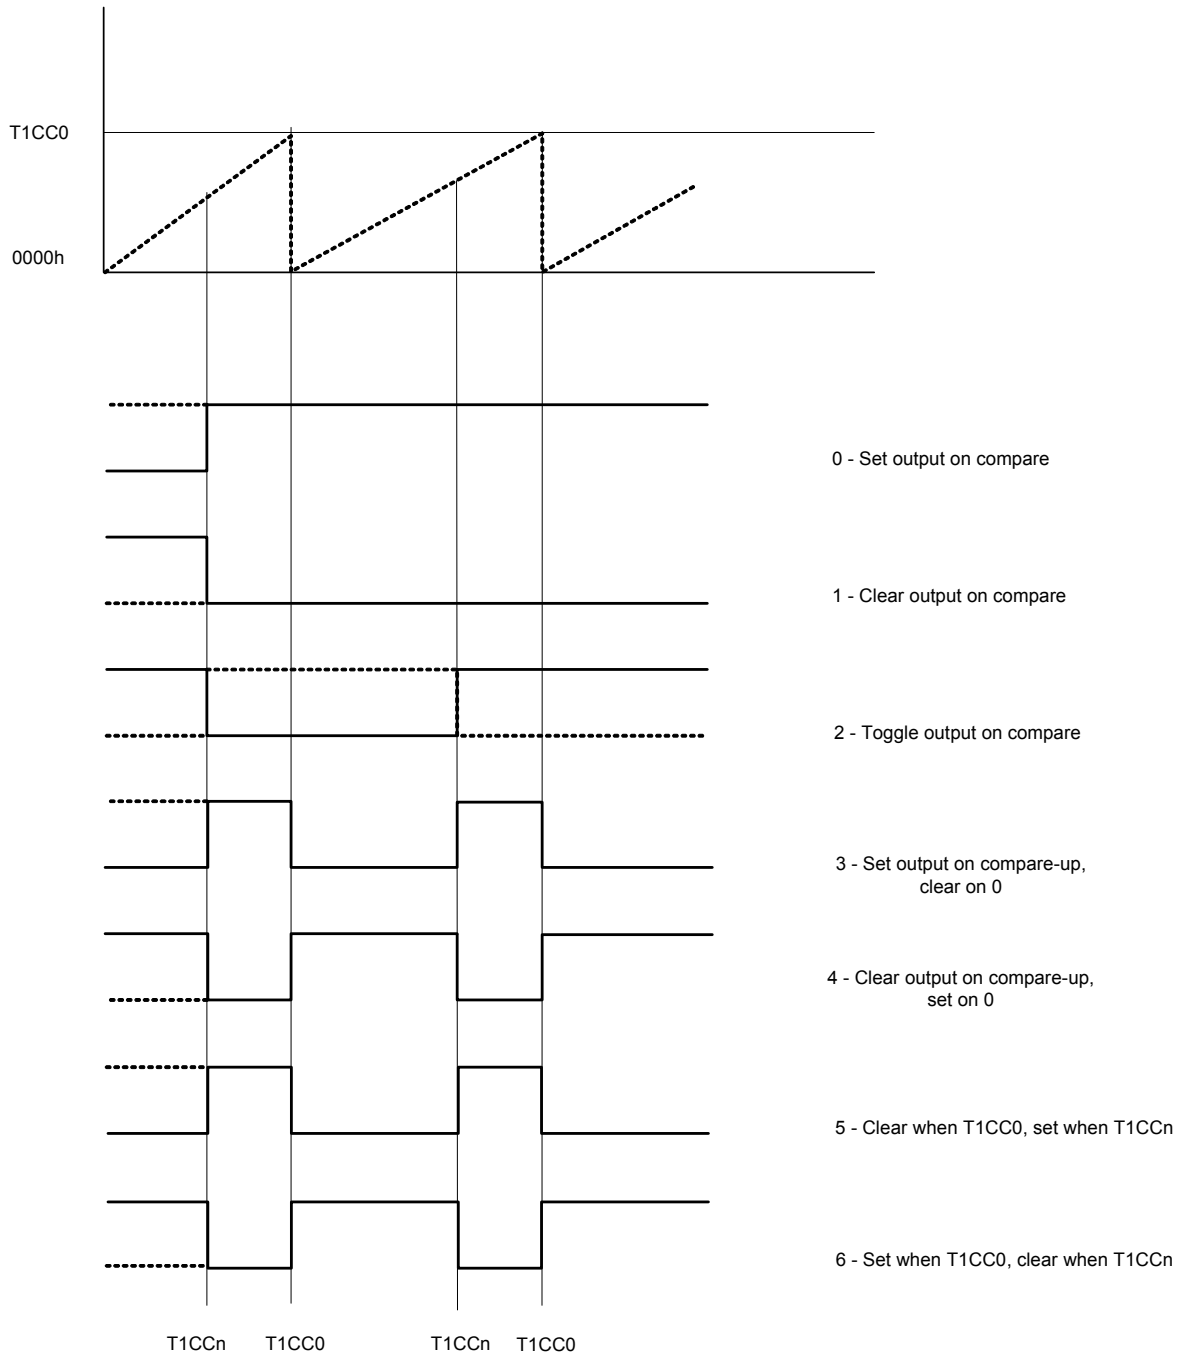 T1CC0
0000h
0 - Set output on compare
1 - Clear output on compare
2 - Toggle output on compare
3 - Set output on compare-up,
clear on 0
4 - Clear output on compare-up,
set on 0
5 - Clear when T1CC0, set when T1CCn
6 - Set when T1CC0, clear when T1CCn
T1CCn T1CC0 T1CCn T1CC0